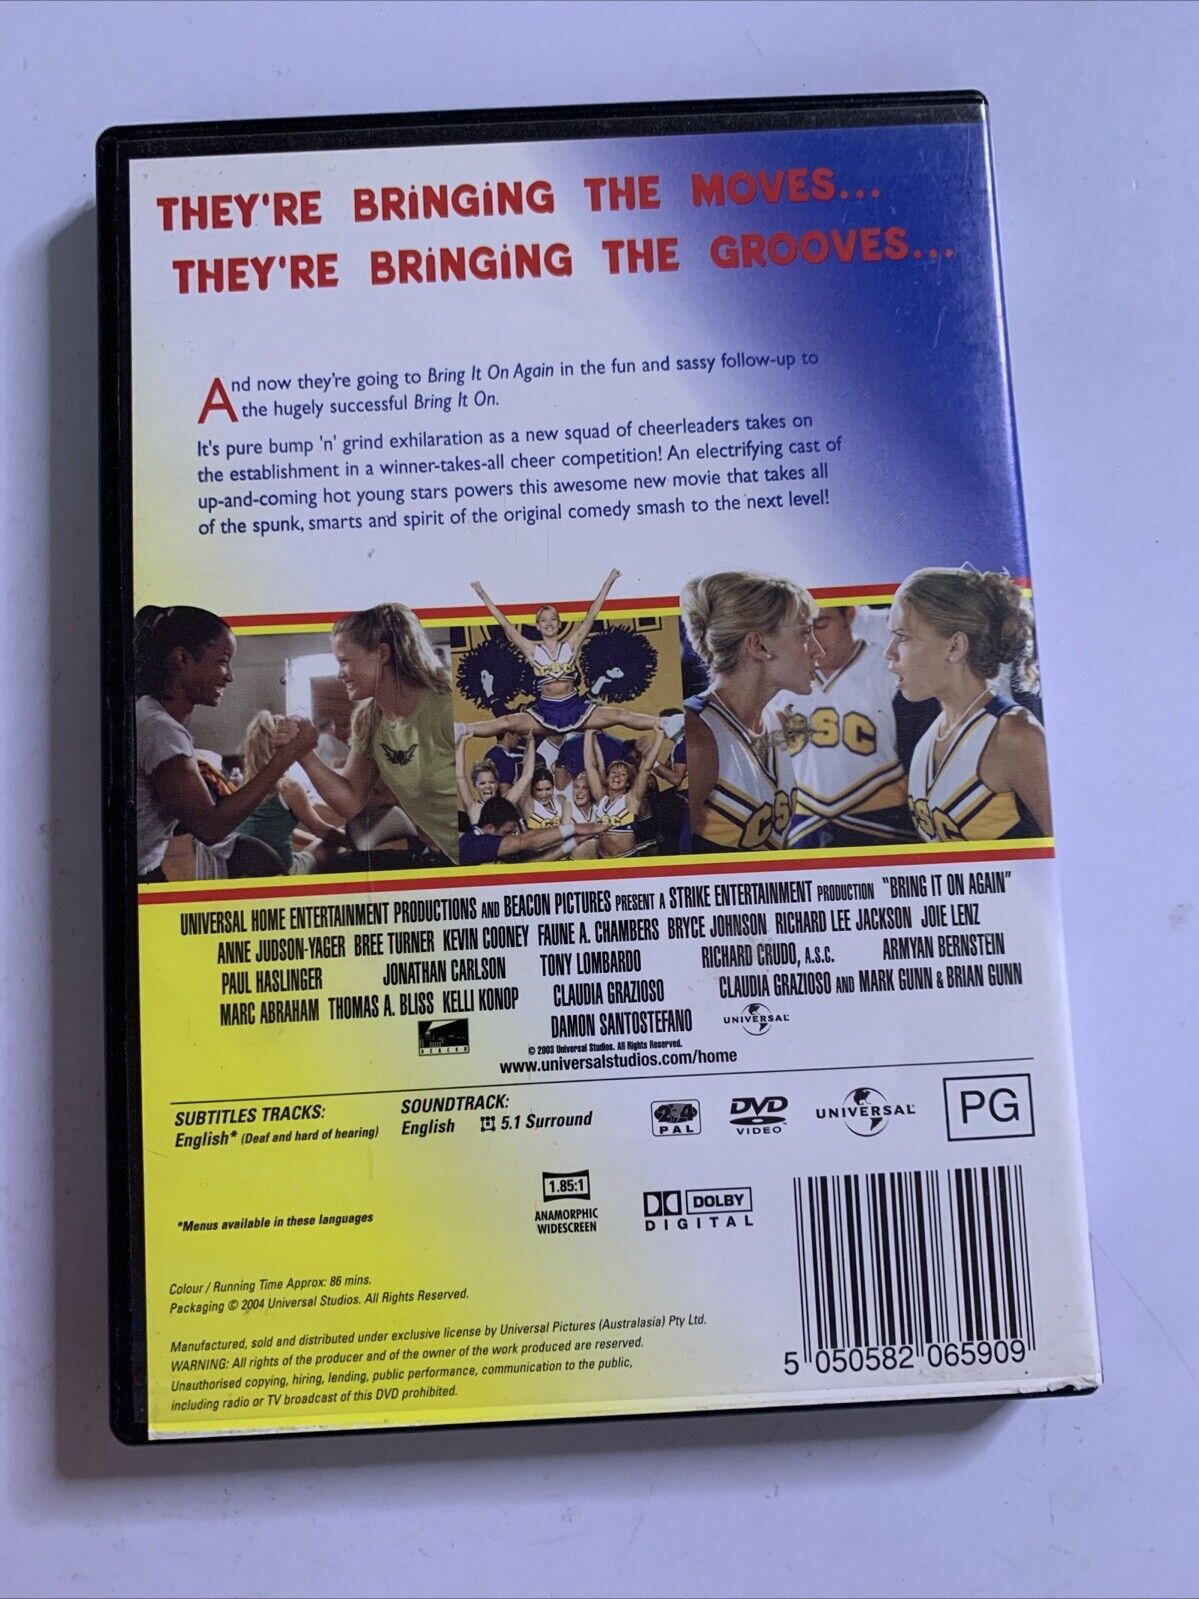 THEY'RE BRINGING THE MOVES...
THEY'RE BRINGING THE GROOVES...
And now they're going to Bring It On Again in the fun and sassy follow-up to
the hugely successful Bring It On.
It's pure bump 'n' grind exhilaration as a new squad of cheerleaders takes on
the establishment in a winner-takes-all cheer competition! An electrifying cast of
up-and-coming hot young stars powers this awesome new movie that takes all
of the spunk, smarts and spirit of the original comedy smash to the next level!
CSC
CSC
CSC
UNIVERSAL HOME ENTERTAINMENT PRODUCTIONS AND BEACON PICTURES PRESENT A STRIKE ENTERTAINMENT PRODUCTION "BRING IT ON AGAIN"
ANNE JUDSON-YAGER BREE TURNER KEVIN COONEY FAUNE A. CHAMBERS BRYCE JOHNSON RICHARD LEE JACKSON JOIE LENZ
PAUL HASLINGER JONATHAN CARLSON TONY LOMBARDO RICHARD CRUDO, A.S.C. ARMYAN BERNSTEIN
MARC ABRAHAM THOMAS A. BLISS KELLI KONOP CLAUDIA GRAZIOSO CLAUDIA GRAZIOSO AND MARK GUNN & BRIAN GUNN
BEACON DAMON SANTOSTEFANO UNIVERSAL
© 2003 Universal Studios. All Rights Reserved.
www.universalstudios.com/home
SUBTITLES TRACKS:
English* (Deaf and hard of hearing)
SOUNDTRACK:
English 5.1 Surround
2 4
PAL
DVD
VIDEO
UNIVERSAL
PG
*Menus available in these languages
1.85:1
ANAMORPHIC
WIDESCREEN
DOLBY
DIGITAL
Colour / Running Time Approx: 86 mins.
Packaging © 2004 Universal Studios. All Rights Reserved.
Manufactured, sold and distributed under exclusive license by Universal Pictures (Australasia) Pty Ltd.
WARNING: All rights of the producer and of the owner of the work produced are reserved.
Unauthorised copying, hiring, lending, public performance, communication to the public,
including radio or TV broadcast of this DVD prohibited.
5 050582 065909